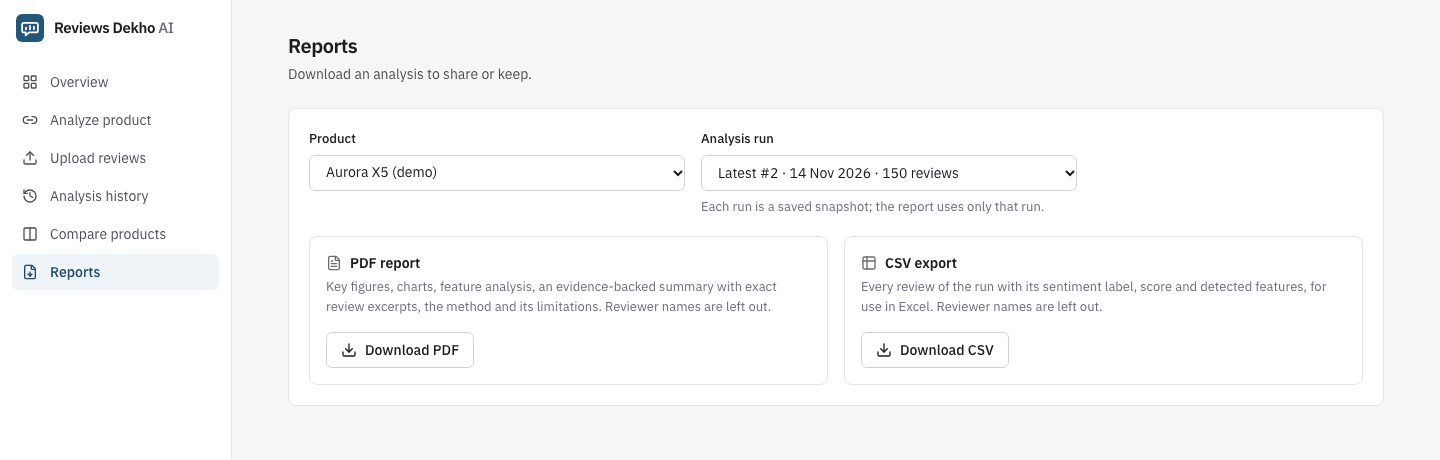 Reviews Dekho AI
Overview
Analyze product
Upload reviews
Analysis history
Compare products
Reports
Reports
Download an analysis to share or keep.
Product
Aurora X5 (demo)
Analysis run
Latest #2 · 14 Nov 2026 · 150 reviews
Each run is a saved snapshot; the report uses only that run.
PDF report
Key figures, charts, feature analysis, an evidence-backed summary with exact
review excerpts, the method and its limitations. Reviewer names are left out.
Download PDF
CSV export
Every review of the run with its sentiment label, score and detected features, for
use in Excel. Reviewer names are left out.
Download CSV